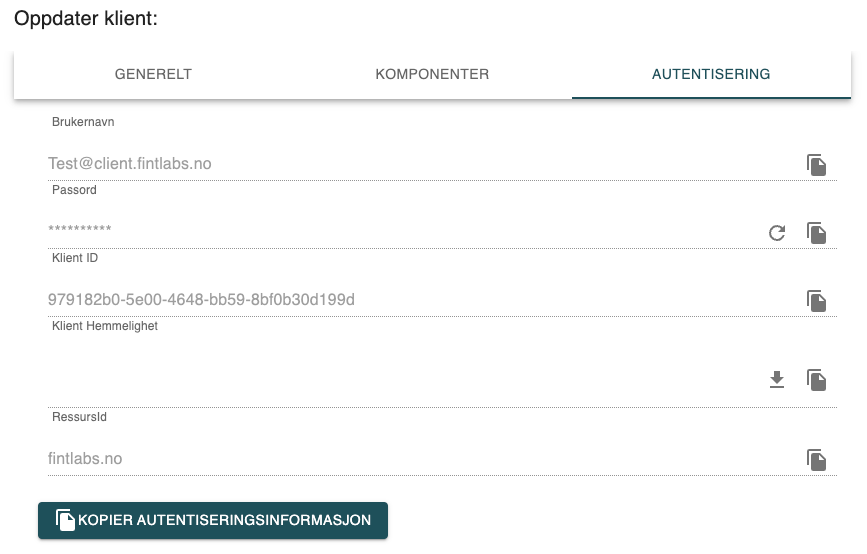 Oppdater klient:
GENERELT KOMPONENTER AUTENTISERING
Brukernavn
Test@client.fintlabs.no
Passord
**********
Klient ID
979182b0-5e00-4648-bb59-8bf0b30d199d
Klient Hemmelighet
RessursId
fintlabs.no
KOPIER AUTENTISERINGSINFORMASJON